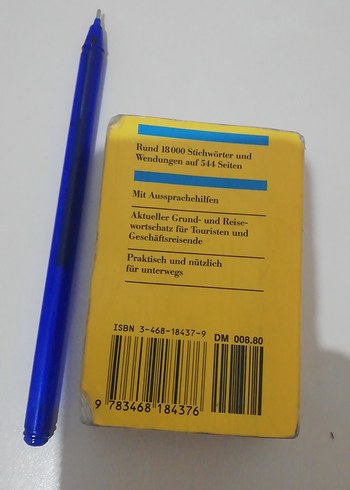 Rund 18 000 Stichwörter und
Wendungen auf 544 Seiten
Mit Aussprachehilfen
Aktueller Grund- und Reise-
wortschatz für Touristen und
Geschäftsreisende
Praktisch und nützlich
für unterwegs
ISBN 3-468-18437-9
DM 008.80
9 783468 184376